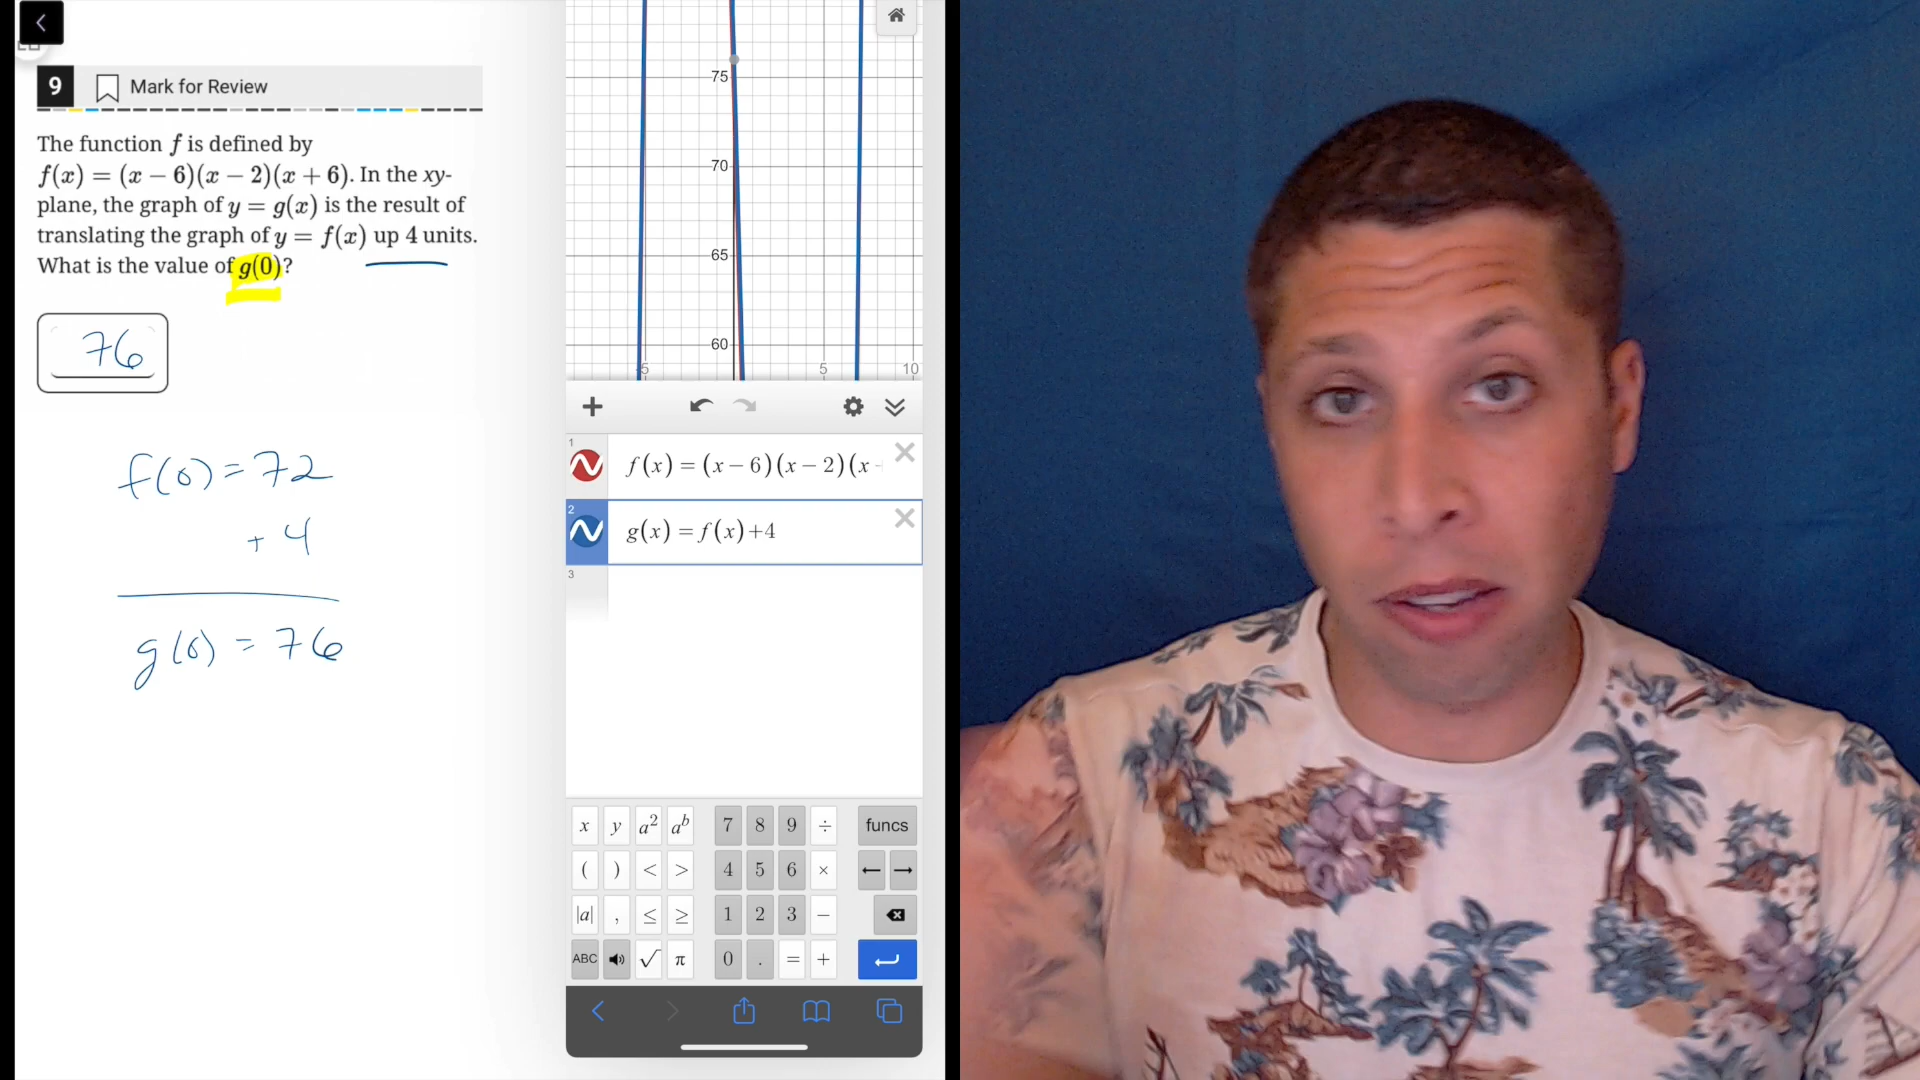 9 Mark for Review
The function f is defined by
f(x) = (x − 6)(x − 2)(x + 6). In the xy-
plane, the graph of y = g(x) is the result of
translating the graph of y = f(x) up 4 units.
What is the value of g(0)?
76
f(0) = 72
+ 4
g(0) = 76
75
70
65
60
-5 5 10
1
f(x) = (x − 6)(x − 2)(x
2
g(x) = f(x)+4
3
x y a² aᵇ 7 8 9 ÷ funcs
( ) < > 4 5 6 × ← →
|a| , ≤ ≥ 1 2 3 −
ABC √ π 0 . = +